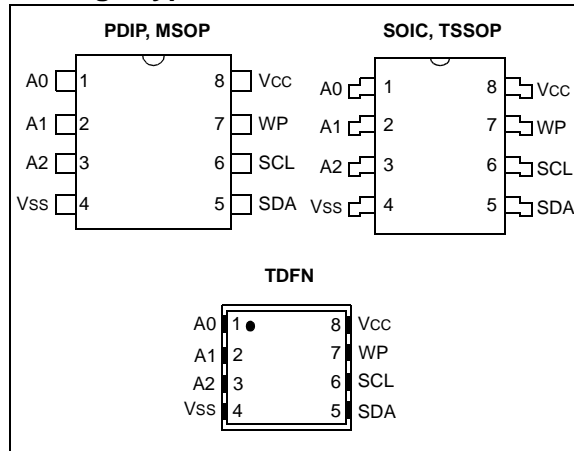 PDIP, MSOP
A0 1 8 VCC
A1 2 7 WP
A2 3 6 SCL
VSS 4 5 SDA
SOIC, TSSOP
A0 1 8 VCC
A1 2 7 WP
A2 3 6 SCL
VSS 4 5 SDA
TDFN
A0 1 8 VCC
A1 2 7 WP
A2 3 6 SCL
VSS 4 5 SDA